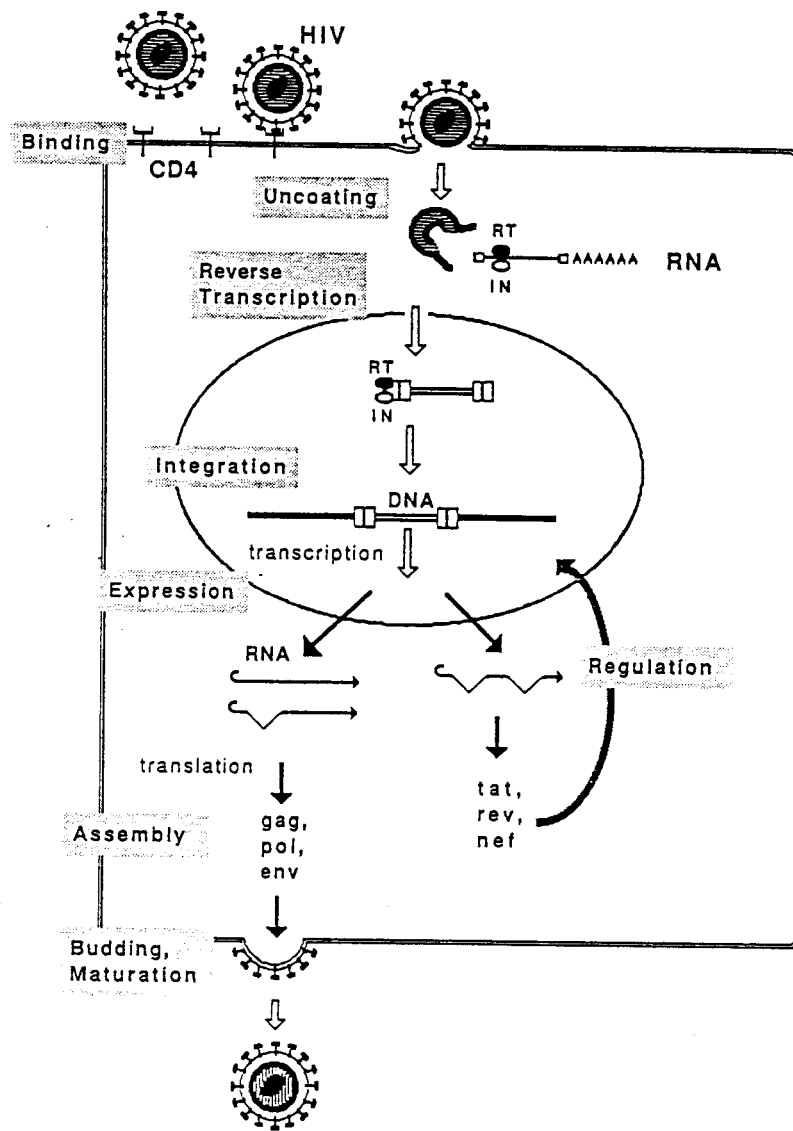 HIV
Binding
CD4
Uncoating
RT
AAAAAA RNA
IN
Reverse
Transcription
RT
IN
Integration
DNA
transcription
Expression
RNA
Regulation
translation
tat,
rev,
nef
gag,
pol,
env
Assembly
Budding,
Maturation